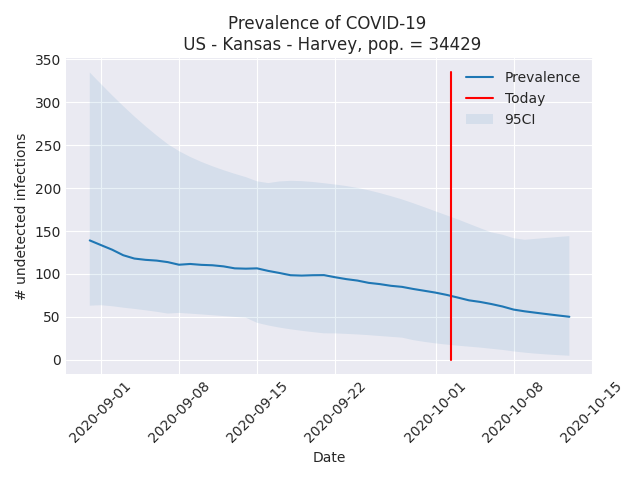 Prevalence of COVID-19
US - Kansas - Harvey, pop. = 34429
350
300
250
200
150
100
50
0
# undetected infections
Prevalence
Today
95CI
2020-09-01
2020-09-08
2020-09-15
2020-09-22
2020-10-01
2020-10-08
2020-10-15
Date